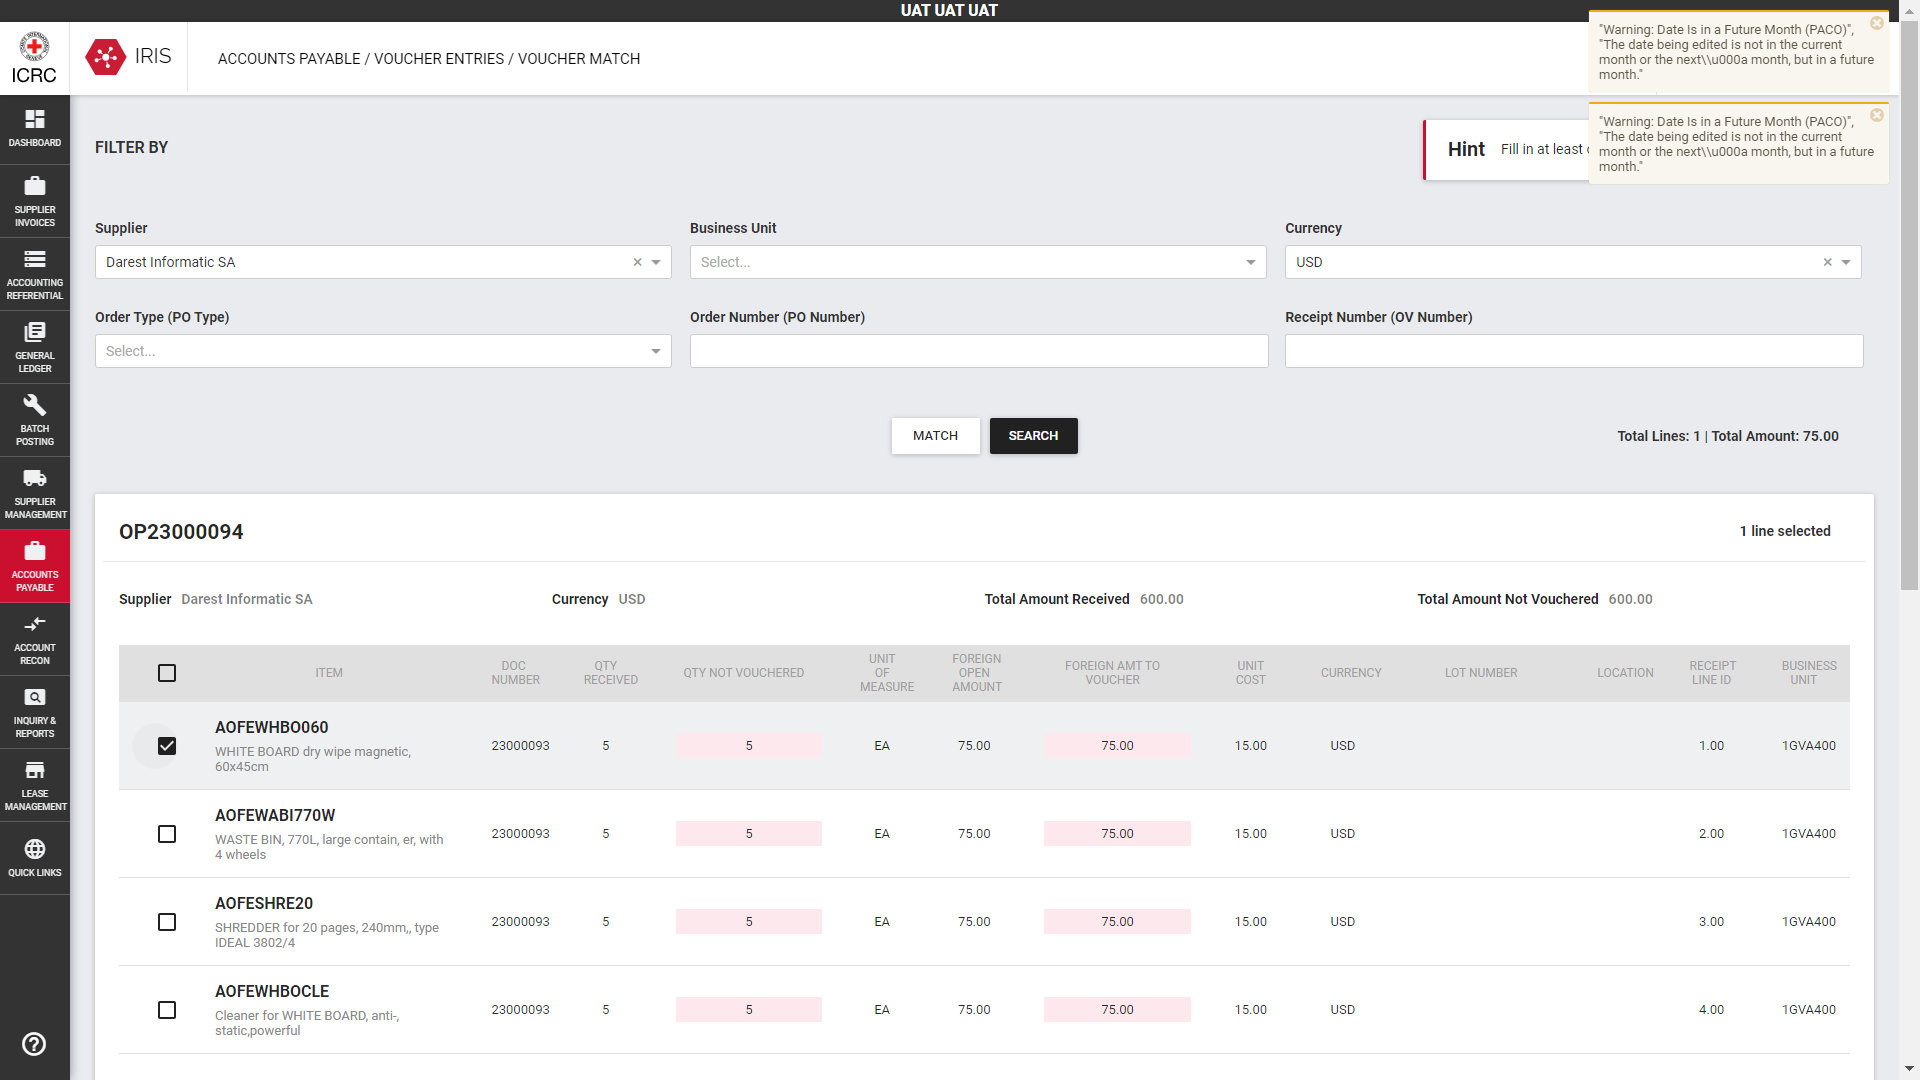 UAT UAT UAT
ICRC
IRIS
ACCOUNTS PAYABLE / VOUCHER ENTRIES / VOUCHER MATCH
"Warning: Date Is in a Future Month (PACO)",
"The date being edited is not in the current
month or the next\\u000a month, but in a future
month."
"Warning: Date Is in a Future Month (PACO)",
"The date being edited is not in the current
month or the next\\u000a month, but in a future
month."
DASHBOARD
SUPPLIER
INVOICES
ACCOUNTING
REFERENTIAL
GENERAL
LEDGER
BATCH
POSTING
SUPPLIER
MANAGEMENT
ACCOUNTS
PAYABLE
ACCOUNT
RECON
INQUIRY &
REPORTS
LEASE
MANAGEMENT
QUICK LINKS
FILTER BY
Hint Fill in at least
Supplier
Darest Informatic SA
Business Unit
Select...
Currency
USD
Order Type (PO Type)
Select...
Order Number (PO Number)
Receipt Number (OV Number)
MATCH
SEARCH
Total Lines: 1 | Total Amount: 75.00
OP23000094
1 line selected
Supplier Darest Informatic SA
Currency USD
Total Amount Received 600.00
Total Amount Not Vouchered 600.00
ITEM
DOC
NUMBER
QTY
RECEIVED
QTY NOT VOUCHERED
UNIT
OF
MEASURE
FOREIGN
OPEN
AMOUNT
FOREIGN AMT TO
VOUCHER
UNIT
COST
CURRENCY
LOT NUMBER
LOCATION
RECEIPT
LINE ID
BUSINESS
UNIT
AOFEWHBO060
WHITE BOARD dry wipe magnetic,
60x45cm
23000093 5 5 EA 75.00 75.00 15.00 USD 1.00 1GVA400
AOFEWABI770W
WASTE BIN, 770L, large contain, er, with
4 wheels
23000093 5 5 EA 75.00 75.00 15.00 USD 2.00 1GVA400
AOFESHRE20
SHREDDER for 20 pages, 240mm,, type
IDEAL 3802/4
23000093 5 5 EA 75.00 75.00 15.00 USD 3.00 1GVA400
AOFEWHBOCLE
Cleaner for WHITE BOARD, anti-,
static,powerful
23000093 5 5 EA 75.00 75.00 15.00 USD 4.00 1GVA400